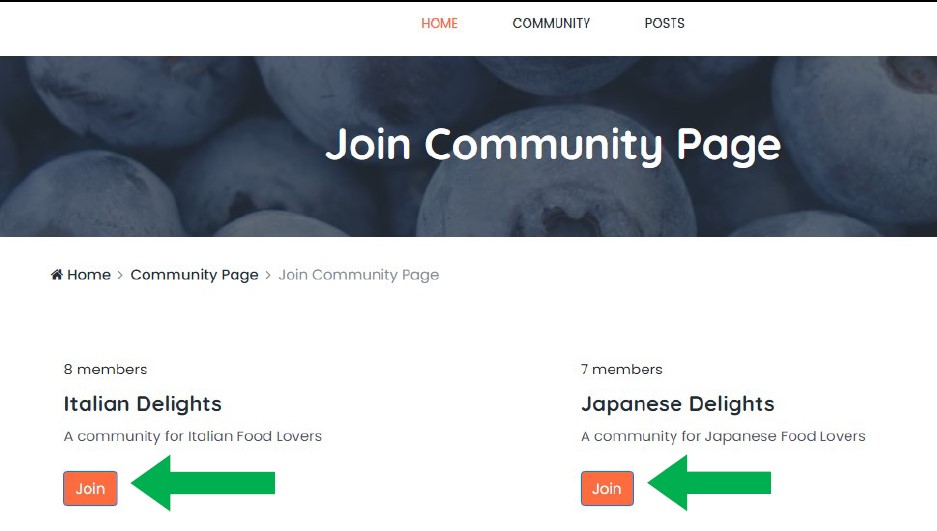 HOME COMMUNITY POSTS
Join Community Page
Home > Community Page > Join Community Page
8 members
Italian Delights
A community for Italian Food Lovers
Join
7 members
Japanese Delights
A community for Japanese Food Lovers
Join